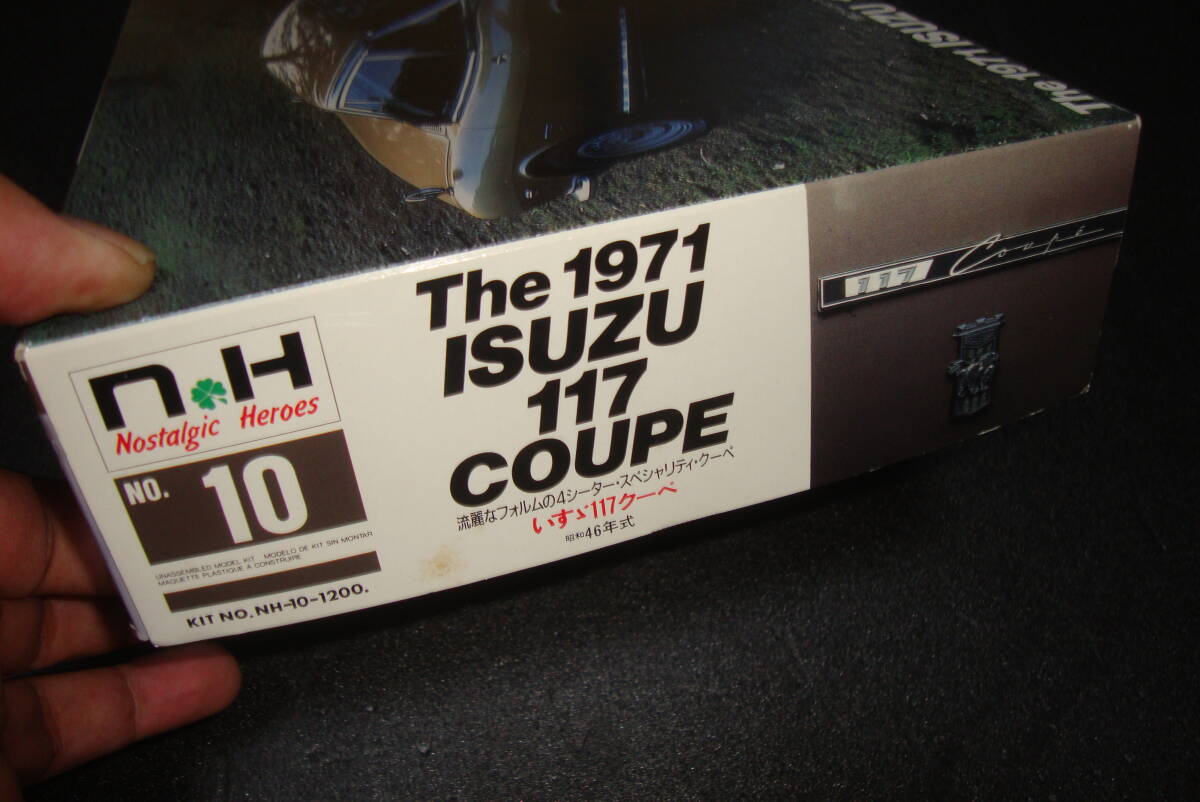 The 1971 ISUZU
n H
Nostalgic Heroes
NO. 10
UNASSEMBLED MODEL KIT MODELO DE KIT SIN MONTAR
MAQUETTE PLASTIQUE À CONSTRUIRE
KIT NO. NH-10-1200.
The 1971
ISUZU
117
COUPE
流麗なフォルムの4シーター・スペシャリティ・クーペ
いすゞ117クーペ
昭和46年式
117 Coupé